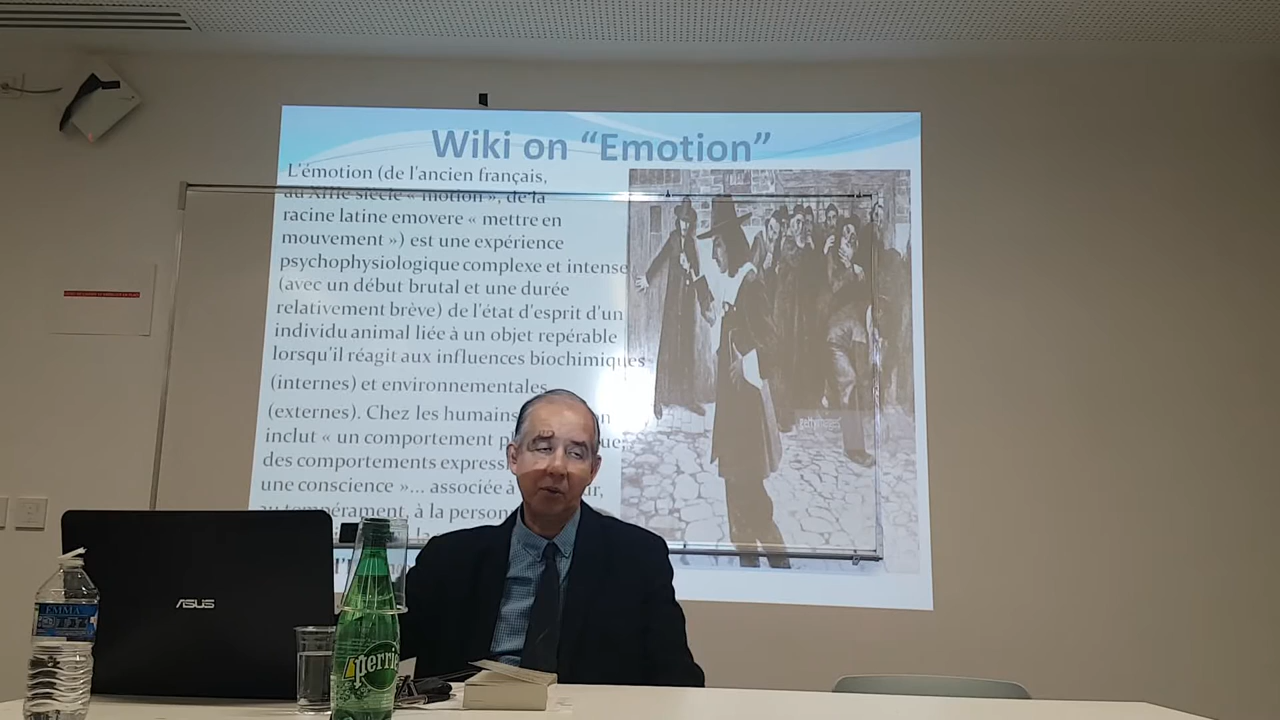 Wiki on “Emotion”
L'émotion (de l'ancien français,
au XIIIe siècle « motion », de la
racine latine emovere « mettre en
mouvement ») est une expérience
psychophysiologique complexe et intense
(avec un début brutal et une durée
relativement brève) de l'état d'esprit d'un
individu animal liée à un objet repérable
lorsqu'il réagit aux influences biochimiques
(internes) et environnementales
(externes). Chez les humains
inclut « un comportement
des comportements
une conscience »... associée à
au tempérament, à la
gettyimages
ASUS
EMMA
perrie